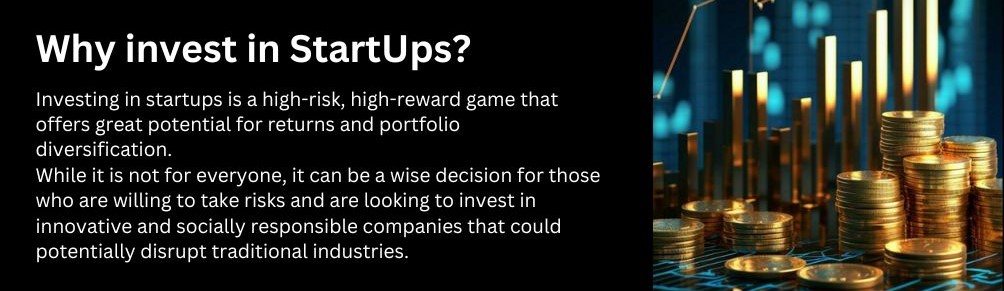 Why invest in StartUps?
Investing in startups is a high-risk, high-reward game that
offers great potential for returns and portfolio
diversification.
While it is not for everyone, it can be a wise decision for those
who are willing to take risks and are looking to invest in
innovative and socially responsible companies that could
potentially disrupt traditional industries.